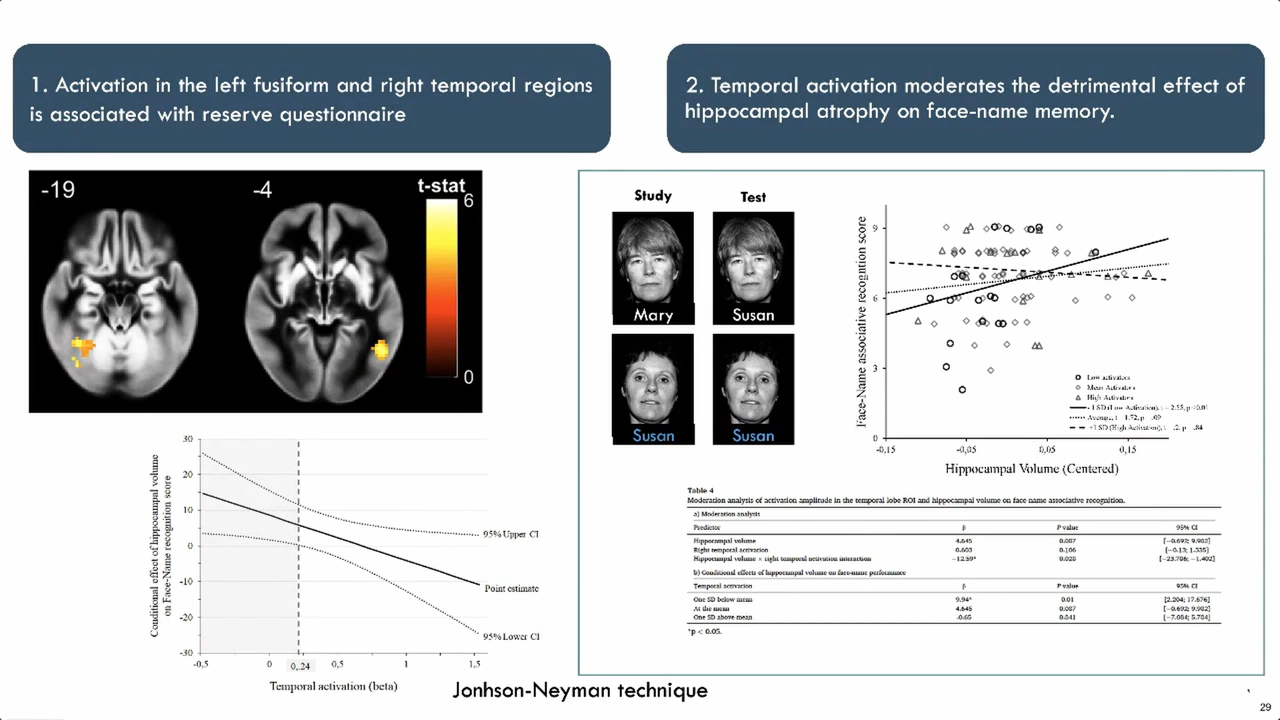 1. Activation in the left fusiform and right temporal regions
is associated with reserve questionnaire
2. Temporal activation moderates the detrimental effect of
hippocampal atrophy on face-name memory.
-19
-4
t-stat
6
0
Study
Test
Mary
Susan
Susan
Susan
Face-Name associative recognition score
9
6
3
0
-0,15
-0,05
0,05
0,15
Hippocampal Volume (Centered)
Low activators
Mean Activators
High Activators
Conditional effect of hippocampal volume
on Face-Name recognition score
30
20
10
0
-10
-20
-30
-0,5
0
0,24
0,5
1
1,5
95% Upper CI
Point estimate
95% Lower CI
Temporal activation (beta)
Jonhson-Neyman technique
Table 4
Moderation analysis of activation amplitude in the temporal lobe ROI and hippocampal volume on face name associative recognition.
a) Moderation analysis
Predictor β P value 95% CI
Hippocampal volume 4.645 0.087 [−0.692; 9.982]
Right temporal activation 0.603 0.106 [−0.13; 1.335]
Hippocampal volume × right temporal activation interaction −12.59* 0.028 [−23.786; −1.402]
b) Conditional effects of hippocampal volume on face-name performance
Temporal activation β P value 95% CI
One SD below mean 9.94* 0.01 [2.204; 17.676]
At the mean 4.645 0.087 [−0.692; 9.982]
One SD above mean -0.65 0.841 [−7.084; 5.784]
*p < 0.05.
29